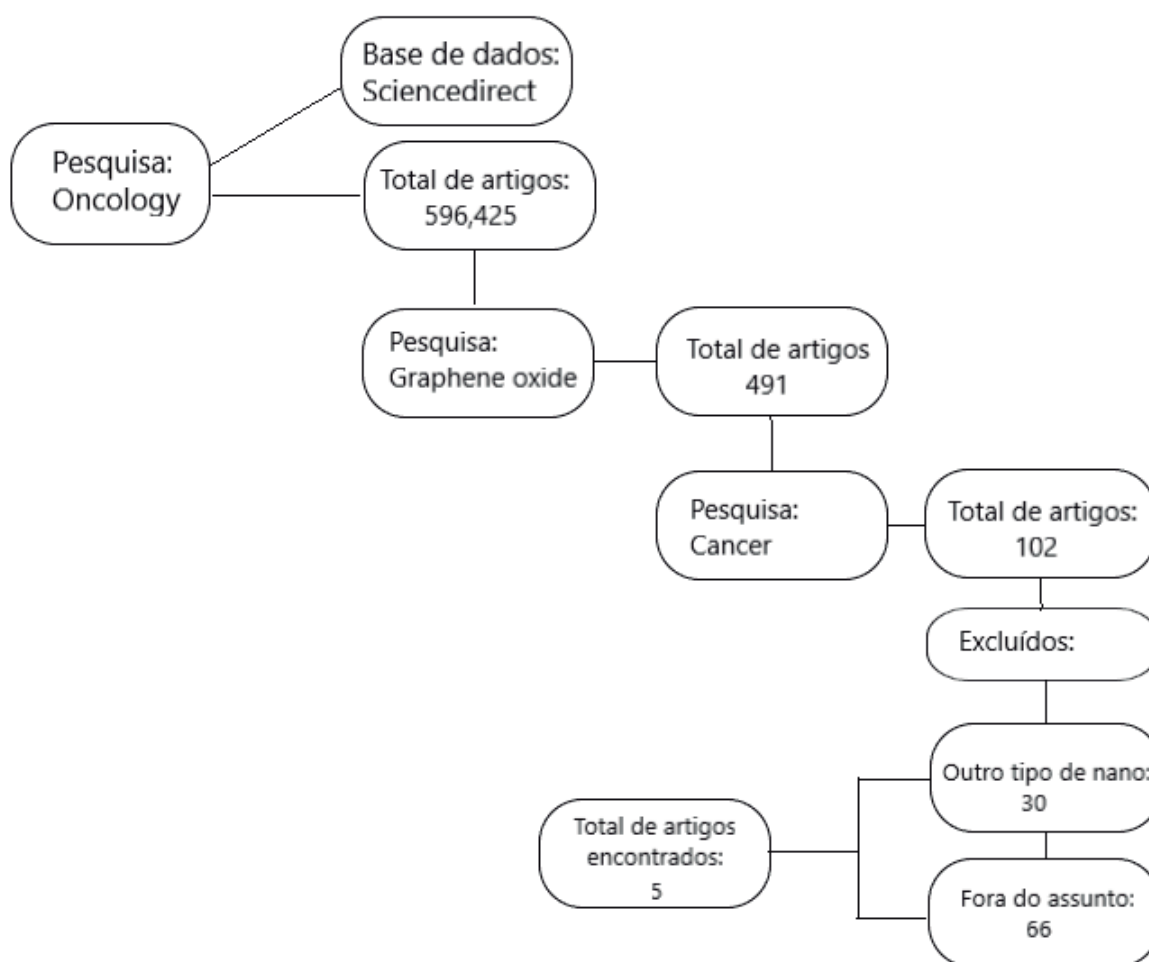 Base de dados:
Sciencedirect
Pesquisa:
Oncology
Total de artigos:
596,425
Pesquisa:
Graphene oxide
Total de artigos
491
Pesquisa:
Cancer
Total de artigos:
102
Excluídos:
Outro tipo de nano:
30
Total de artigos
encontrados:
5
Fora do assunto:
66